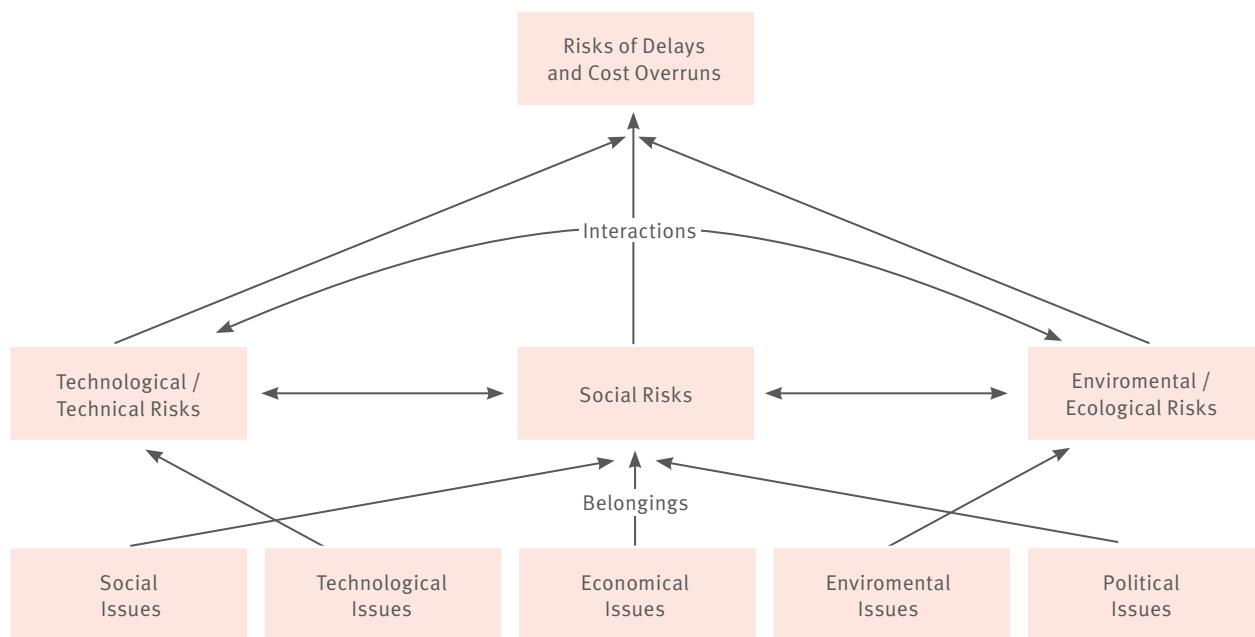 Risks of Delays
and Cost Overruns
Interactions
Technological /
Technical Risks
Social Risks
Enviromental /
Ecological Risks
Belongings
Social
Issues
Technological
Issues
Economical
Issues
Enviromental
Issues
Political
Issues